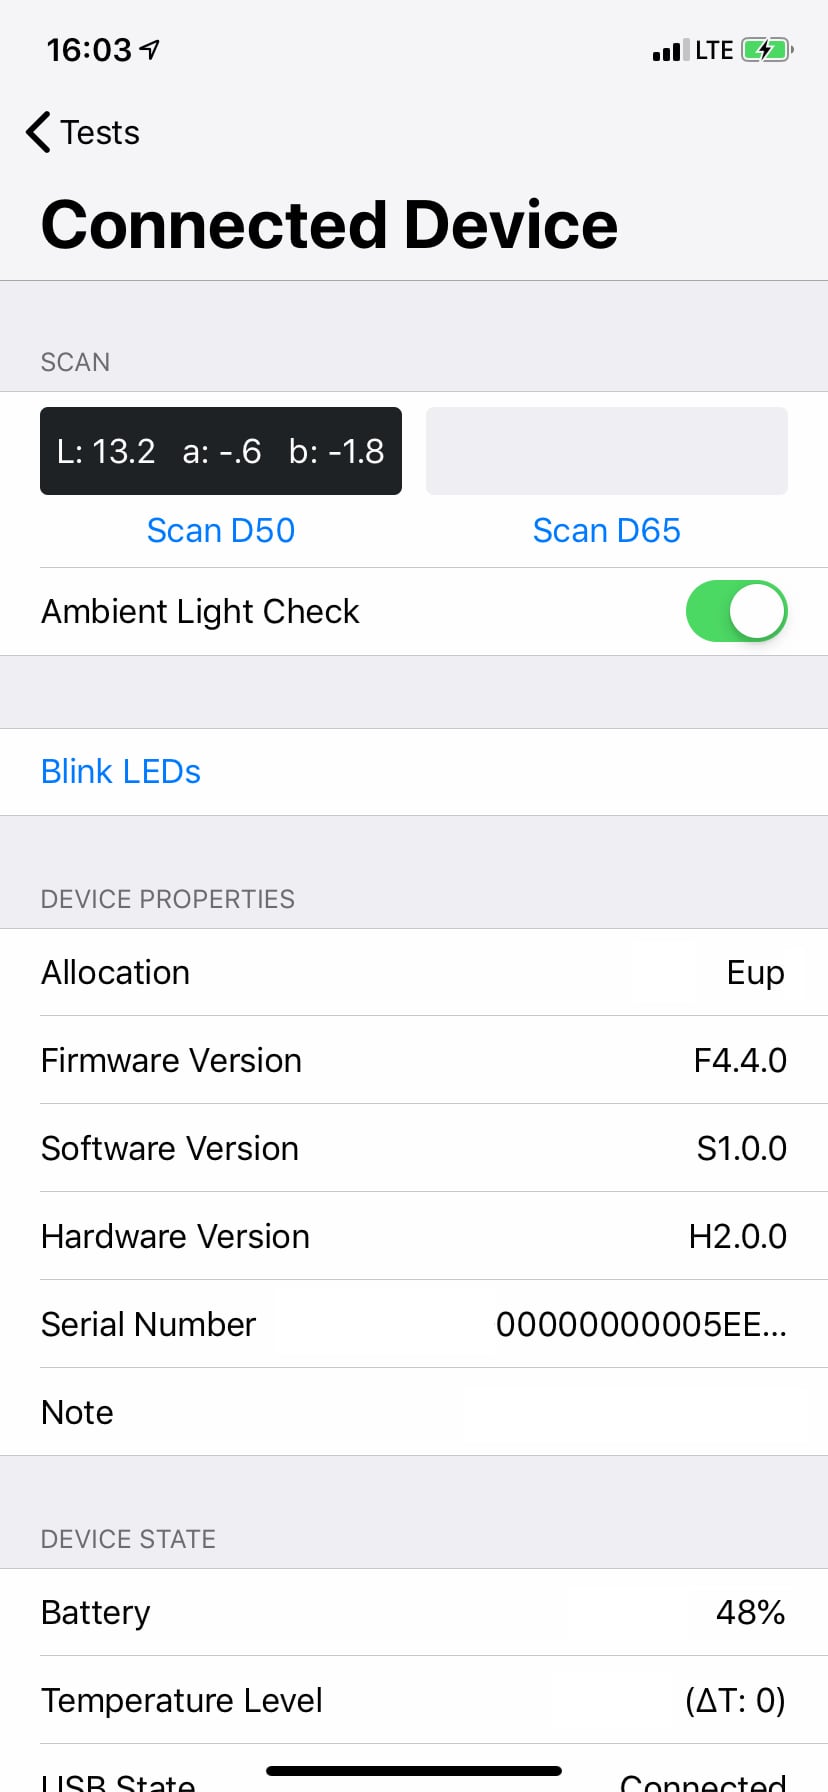 16:03 LTE
Tests
Connected Device
SCAN
L: 13.2 a: -.6 b: -1.8
Scan D50 Scan D65
Ambient Light Check
Blink LEDs
DEVICE PROPERTIES
Allocation Eup
Firmware Version F4.4.0
Software Version S1.0.0
Hardware Version H2.0.0
Serial Number 00000000005EE...
Note
DEVICE STATE
Battery 48%
Temperature Level (ΔT: 0)
USB State Connected